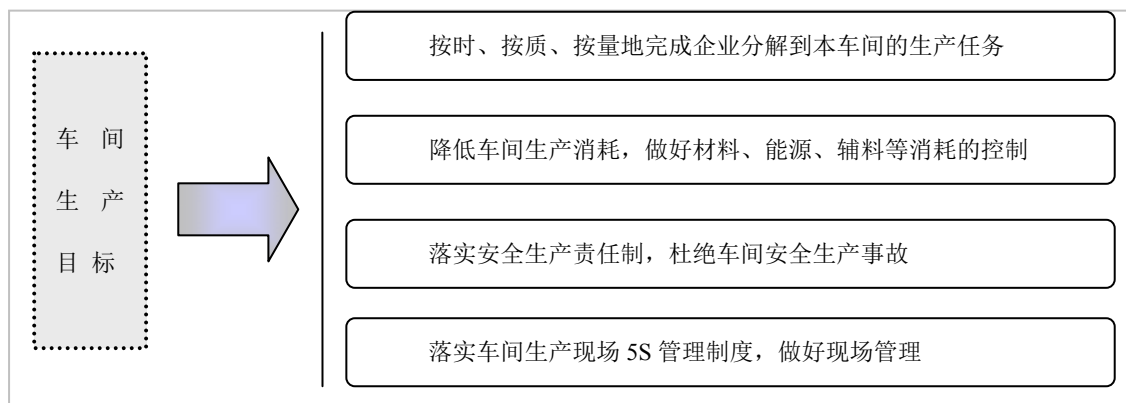 车间
生产
目标
按时、按质、按量地完成企业分解到本车间的生产任务
降低车间生产消耗，做好材料、能源、辅料等消耗的控制
落实安全生产责任制，杜绝车间安全生产事故
落实车间生产现场 5S 管理制度，做好现场管理